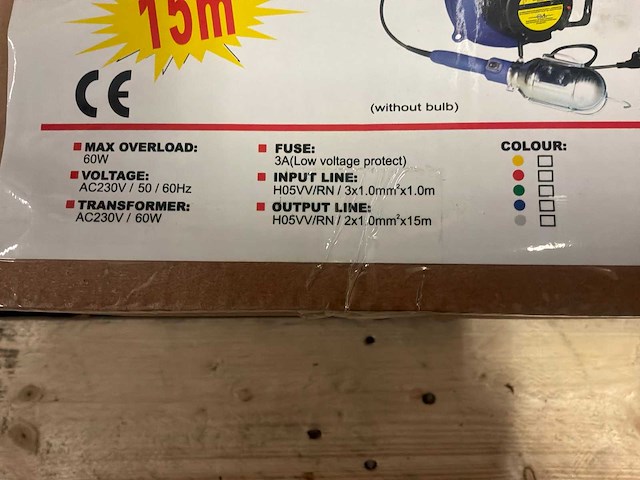 15m
CE
(without bulb)
MAX OVERLOAD:
60W
VOLTAGE:
AC230V / 50 / 60Hz
TRANSFORMER:
AC230V / 60W
FUSE:
3A(Low voltage protect)
INPUT LINE:
H05VV/RN / 3x1.0mm²x1.0m
OUTPUT LINE:
H05VV/RN / 2x1.0mm²x15m
COLOUR: